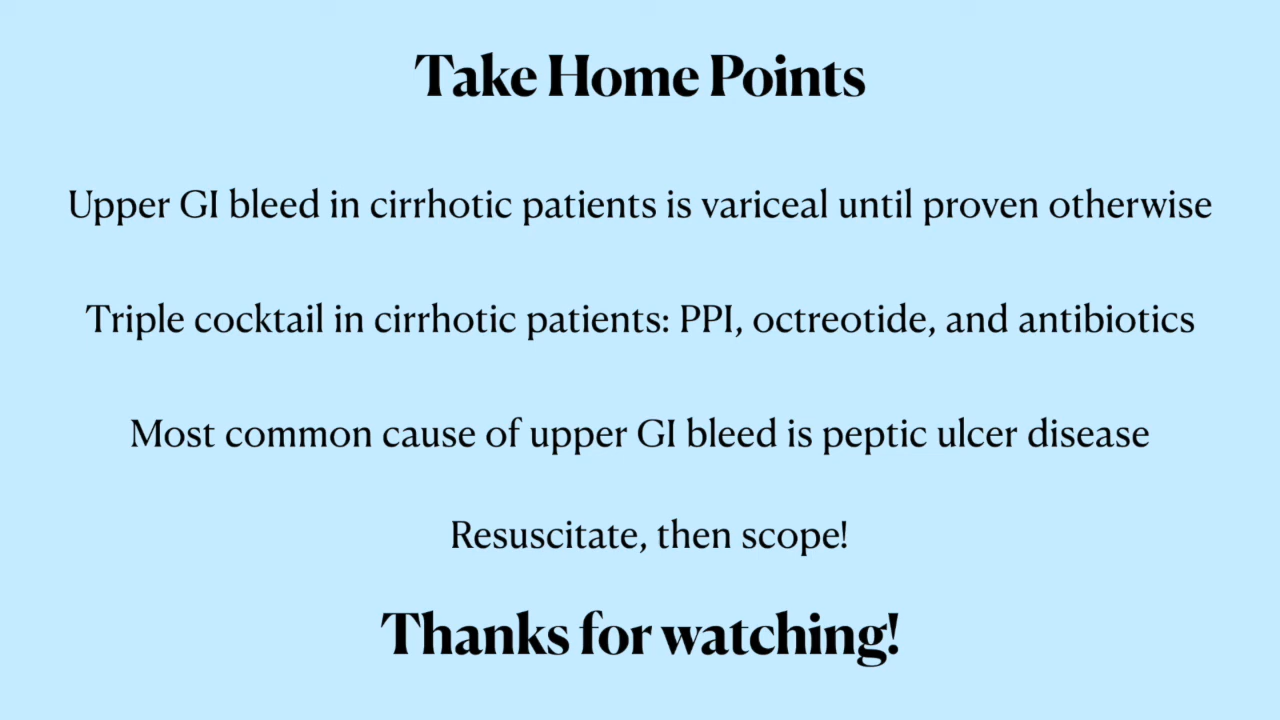 Take Home Points
Upper GI bleed in cirrhotic patients is variceal until proven otherwise
Triple cocktail in cirrhotic patients: PPI, octreotide, and antibiotics
Most common cause of upper GI bleed is peptic ulcer disease
Resuscitate, then scope!
Thanks for watching!